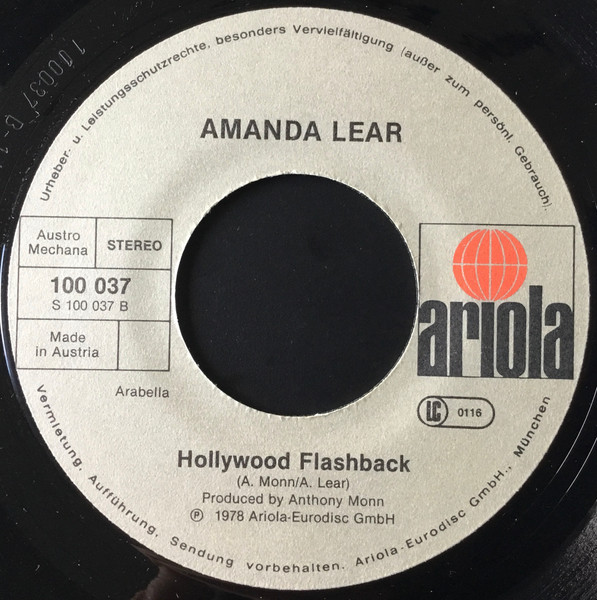 Urheber- u. Leistungsschutzrechte, besonders Vervielfältigung (außer zum persönl. Gebrauch).
AMANDA LEAR
Austro
Mechana
STEREO
100 037
S 100 037 B
Made
in Austria
Arabella
ariola
LC 0116
Hollywood Flashback
(A. Monn/A. Lear)
Produced by Anthony Monn
℗ 1978 Ariola-Eurodisc GmbH
Vermietung, Aufführung, Sendung vorbehalten. Ariola-Eurodisc GmbH., München